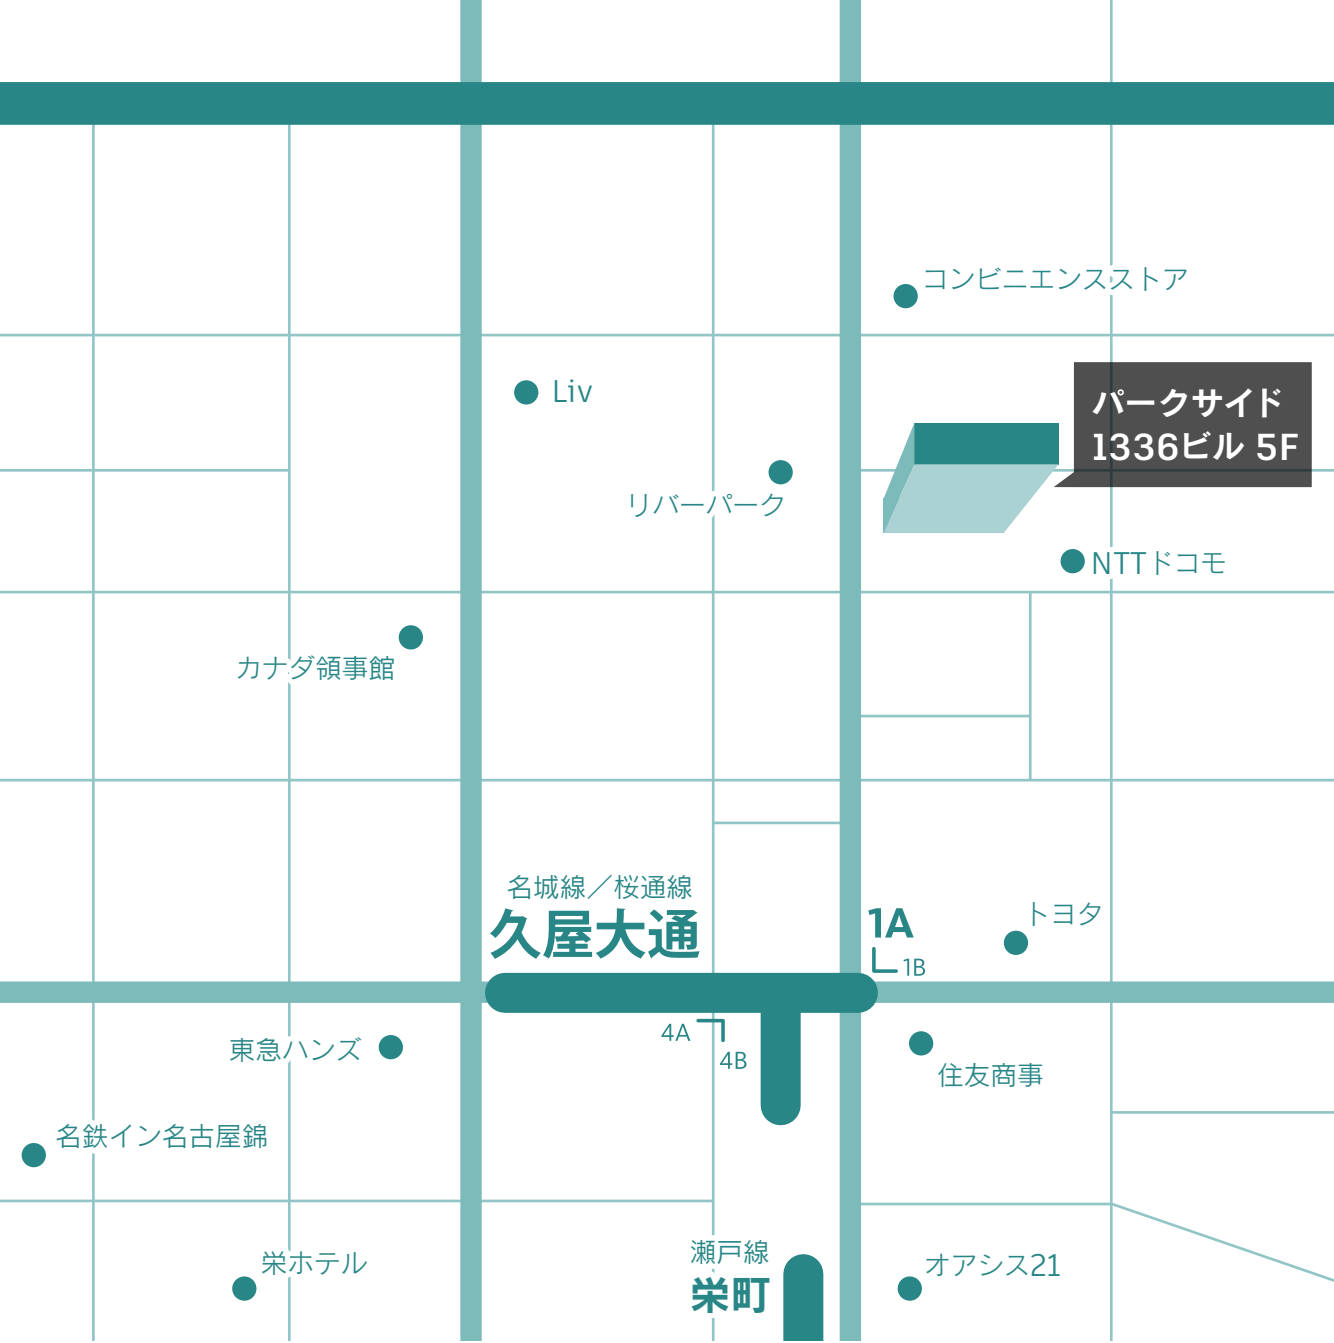 コンビニエンスストア
Liv
パークサイド
1336ビル 5F
リバーパーク
NTTドコモ
カナダ領事館
名城線／桜通線
久屋大通
1A
1B
トヨタ
4A
4B
東急ハンズ
住友商事
名鉄イン名古屋錦
瀬戸線
栄町
栄ホテル
オアシス21